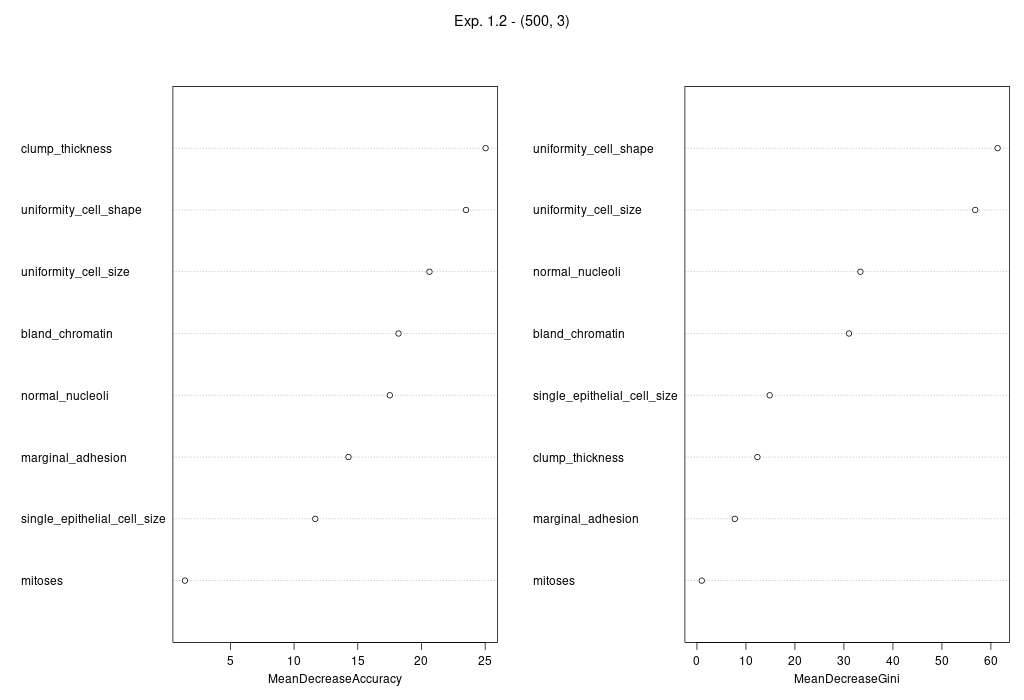 Exp. 1.2 - (500, 3)
clump_thickness
uniformity_cell_shape
uniformity_cell_size
bland_chromatin
normal_nucleoli
marginal_adhesion
single_epithelial_cell_size
mitoses
5 10 15 20 25
MeanDecreaseAccuracy
uniformity_cell_shape
uniformity_cell_size
normal_nucleoli
bland_chromatin
single_epithelial_cell_size
clump_thickness
marginal_adhesion
mitoses
0 10 20 30 40 50 60
MeanDecreaseGini